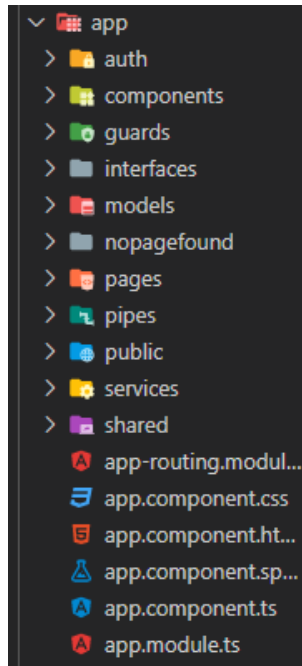 app
auth
components
guards
interfaces
models
nopagefound
pages
pipes
public
services
shared
app-routing.modul...
app.component.css
app.component.ht...
app.component.sp...
app.component.ts
app.module.ts